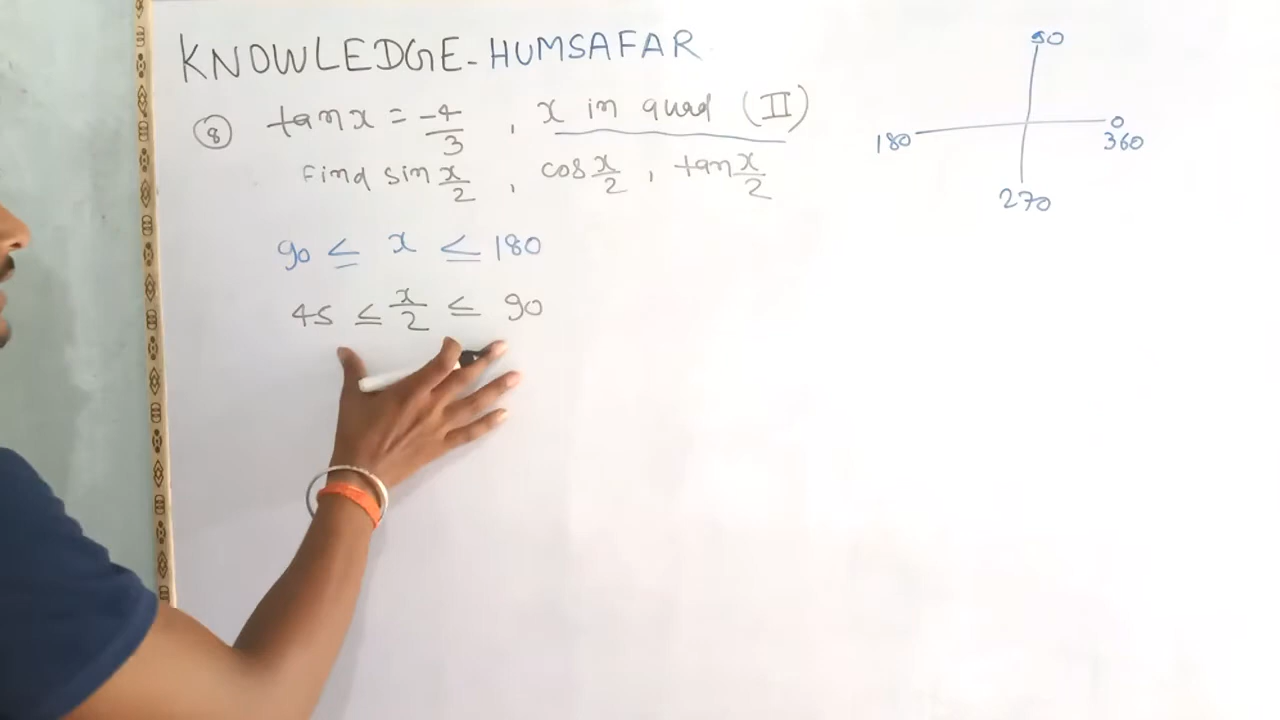 KNOWLEDGE-HUMSAFAR
⑧ tan x = -4/3 , x in quad (II)
Find sin x/2 , cos x/2 , tan x/2
90 ≤ x ≤ 180
45 ≤ x/2 ≤ 90
90
180
0
360
270